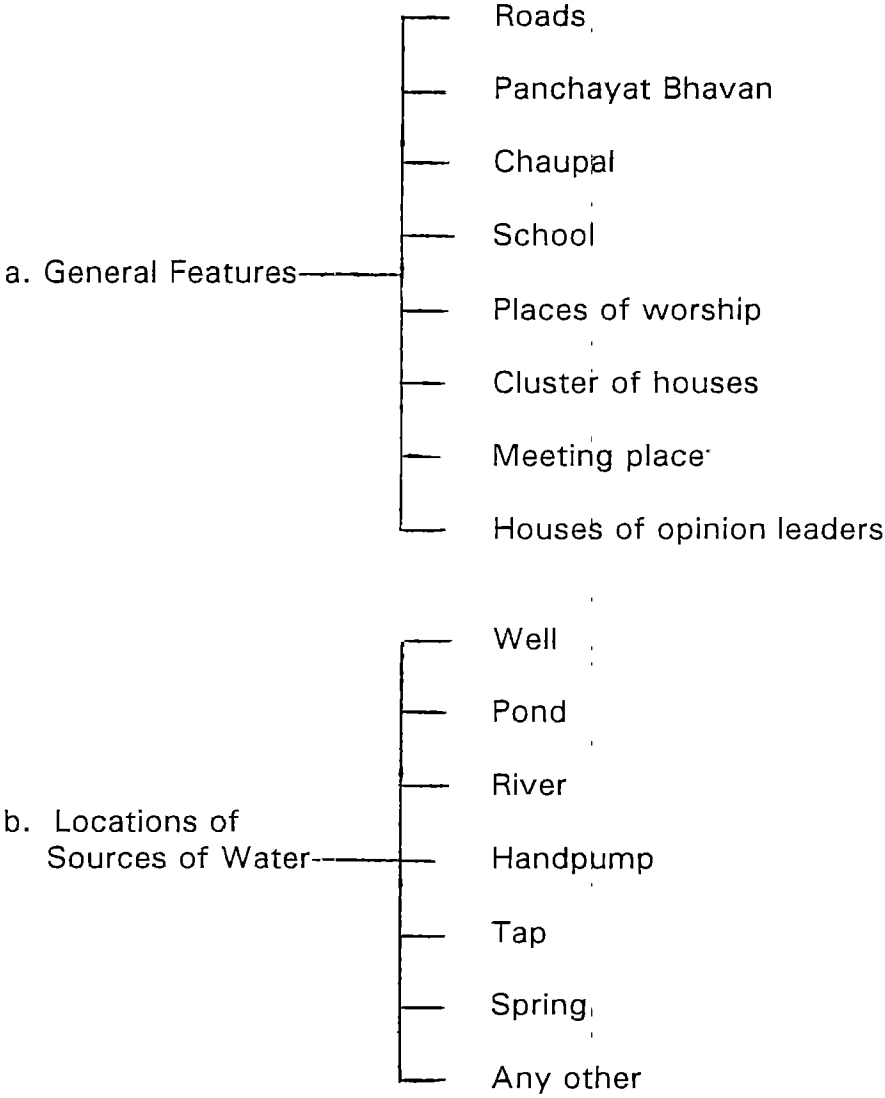 Roads
Panchayat Bhavan
Chaupal
School
a. General Features
Places of worship
Cluster of houses
Meeting place
Houses of opinion leaders
Well
Pond
River
b. Locations of
Sources of Water
Handpump
Tap
Spring
Any other